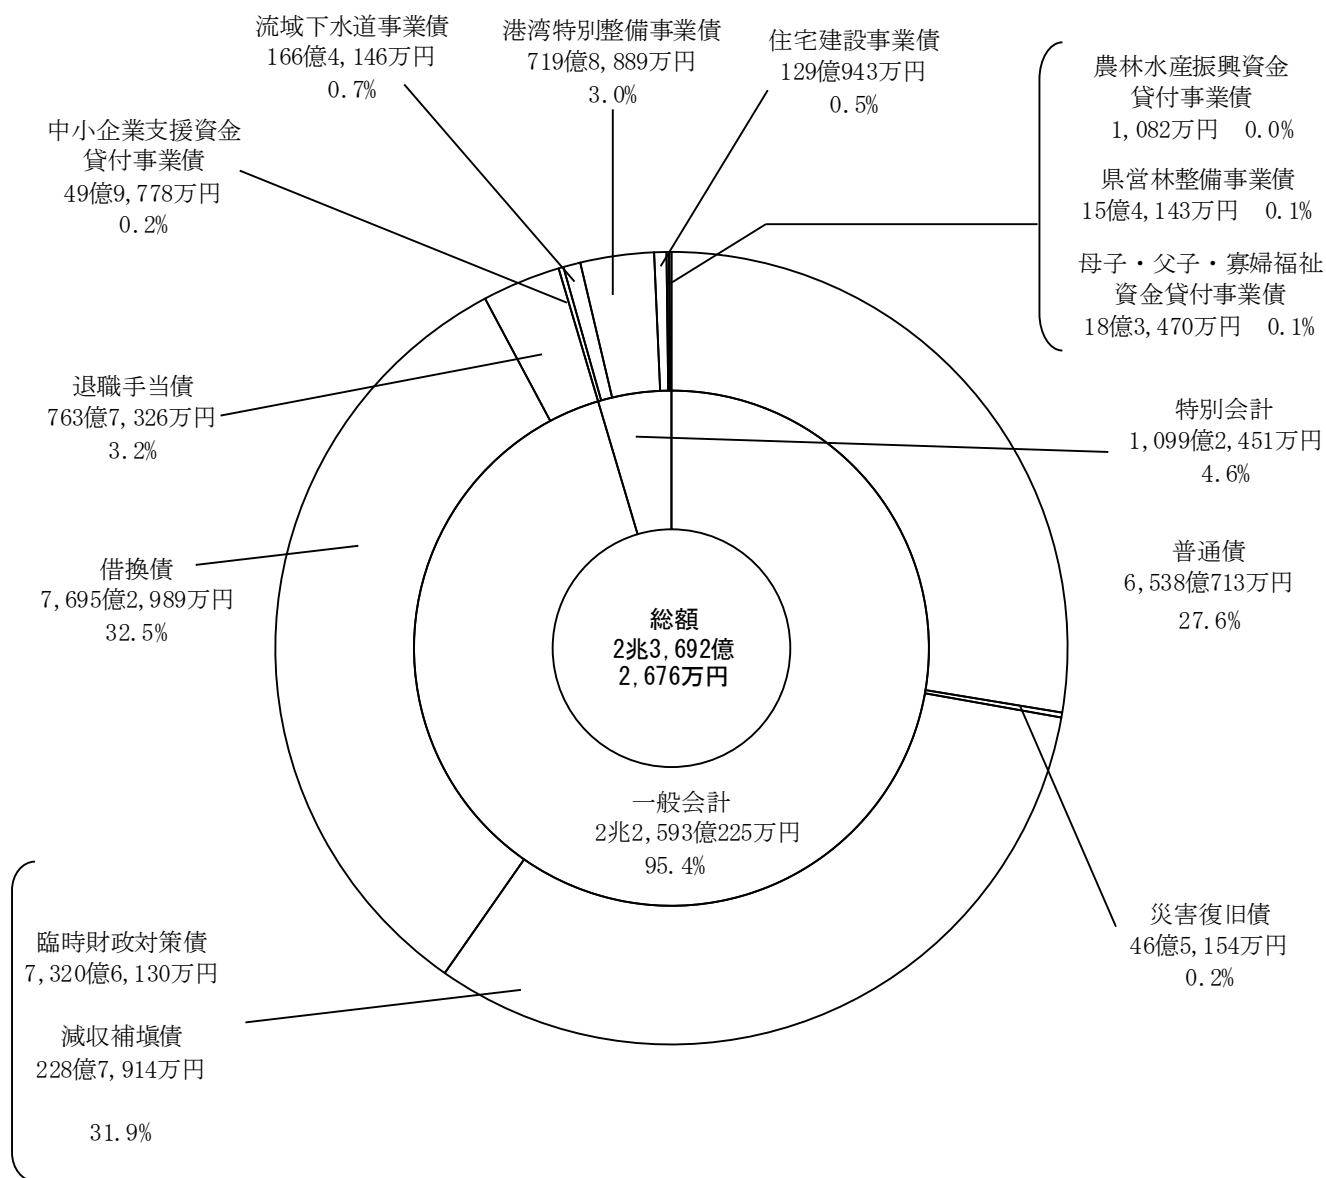 流域下水道事業債
166億4,146万円
0.7%
港湾特別整備事業債
719億8,889万円
3.0%
住宅建設事業債
129億943万円
0.5%
農林水産振興資金
貸付事業債
1,082万円 0.0%
県営林整備事業債
15億4,143万円 0.1%
母子・父子・寡婦福祉
資金貸付事業債
18億3,470万円 0.1%
中小企業支援資金
貸付事業債
49億9,778万円
0.2%
退職手当債
763億7,326万円
3.2%
特別会計
1,099億2,451万円
4.6%
借換債
7,695億2,989万円
32.5%
普通債
6,538億713万円
27.6%
総額
2兆3,692億
2,676万円
一般会計
2兆2,593億225万円
95.4%
災害復旧債
46億5,154万円
0.2%
臨時財政対策債
7,320億6,130万円
減収補塡債
228億7,914万円
31.9%